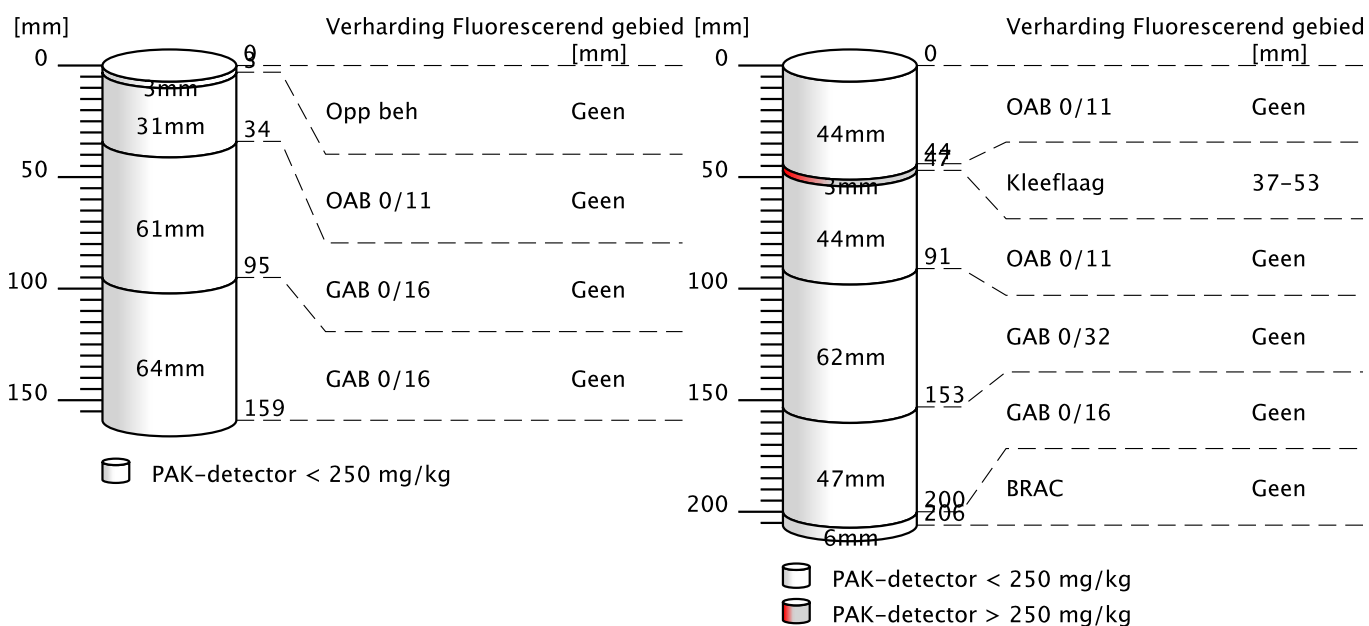 [mm] Verharding Fluorescerend gebied
[mm]
0
50
100
150
0
3
34
95
159
3mm
31mm
61mm
64mm
Opp beh Geen
OAB 0/11 Geen
GAB 0/16 Geen
GAB 0/16 Geen
PAK-detector < 250 mg/kg
[mm] Verharding Fluorescerend gebied
[mm]
0
50
100
150
200
0
44
47
91
153
200
206
44mm
3mm
44mm
62mm
47mm
6mm
OAB 0/11 Geen
Kleeflaag 37-53
OAB 0/11 Geen
GAB 0/32 Geen
GAB 0/16 Geen
BRAC Geen
PAK-detector < 250 mg/kg
PAK-detector > 250 mg/kg